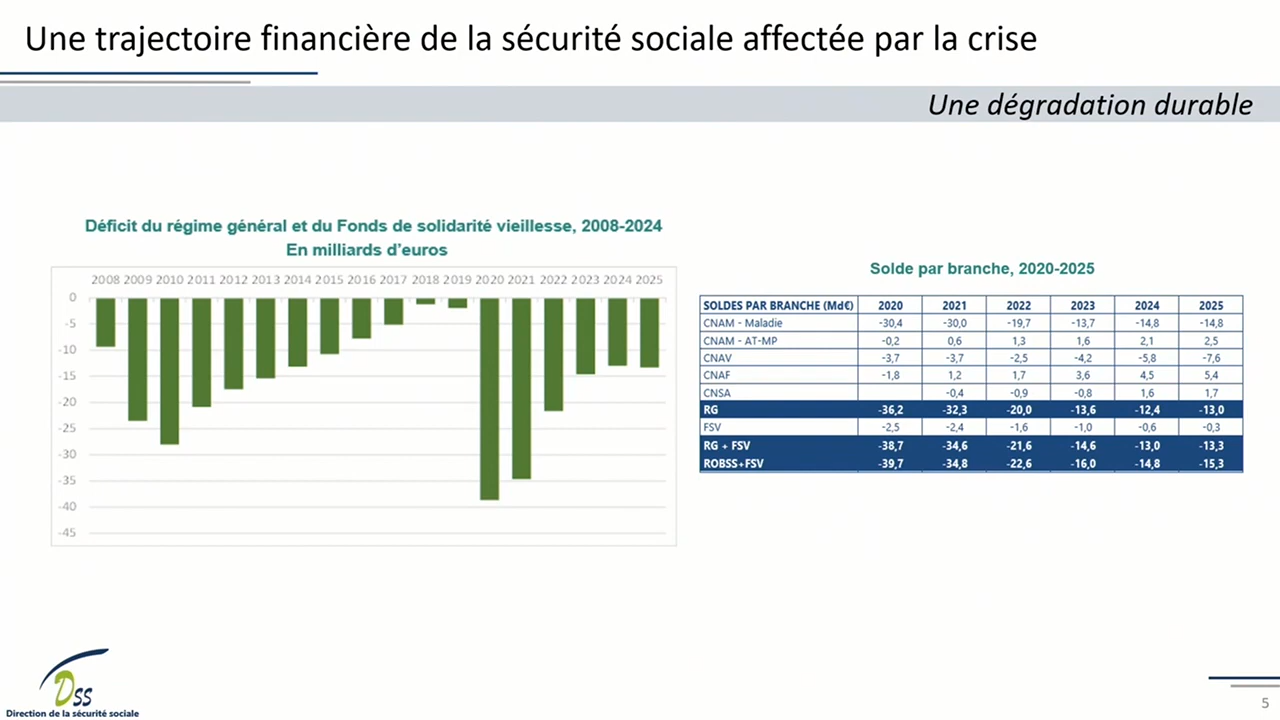 Une trajectoire financière de la sécurité sociale affectée par la crise
Une dégradation durable
Déficit du régime général et du Fonds de solidarité vieillesse, 2008-2024
En milliards d'euros
2008 2009 2010 2011 2012 2013 2014 2015 2016 2017 2018 2019 2020 2021 2022 2023 2024 2025
0
-5
-10
-15
-20
-25
-30
-35
-40
-45
Solde par branche, 2020-2025
SOLDES PAR BRANCHE (Md€) 2020 2021 2022 2023 2024 2025
CNAM - Maladie -30,4 -30,0 -19,7 -13,7 -14,8 -14,8
CNAM - AT-MP -0,2 0,6 1,3 1,6 2,1 2,5
CNAV -3,7 -3,7 -2,5 -4,2 -5,8 -7,6
CNAF -1,8 1,2 1,7 3,6 4,5 5,4
CNSA -0,4 -0,9 -0,8 1,6 1,7
RG -36,2 -32,3 -20,0 -13,6 -12,4 -13,0
FSV -2,5 -2,4 -1,6 -1,0 -0,6 -0,3
RG + FSV -38,7 -34,6 -21,6 -14,6 -13,0 -13,3
ROBSS+FSV -39,7 -34,8 -22,6 -16,0 -14,8 -15,3
DSS
Direction de la sécurité sociale
5